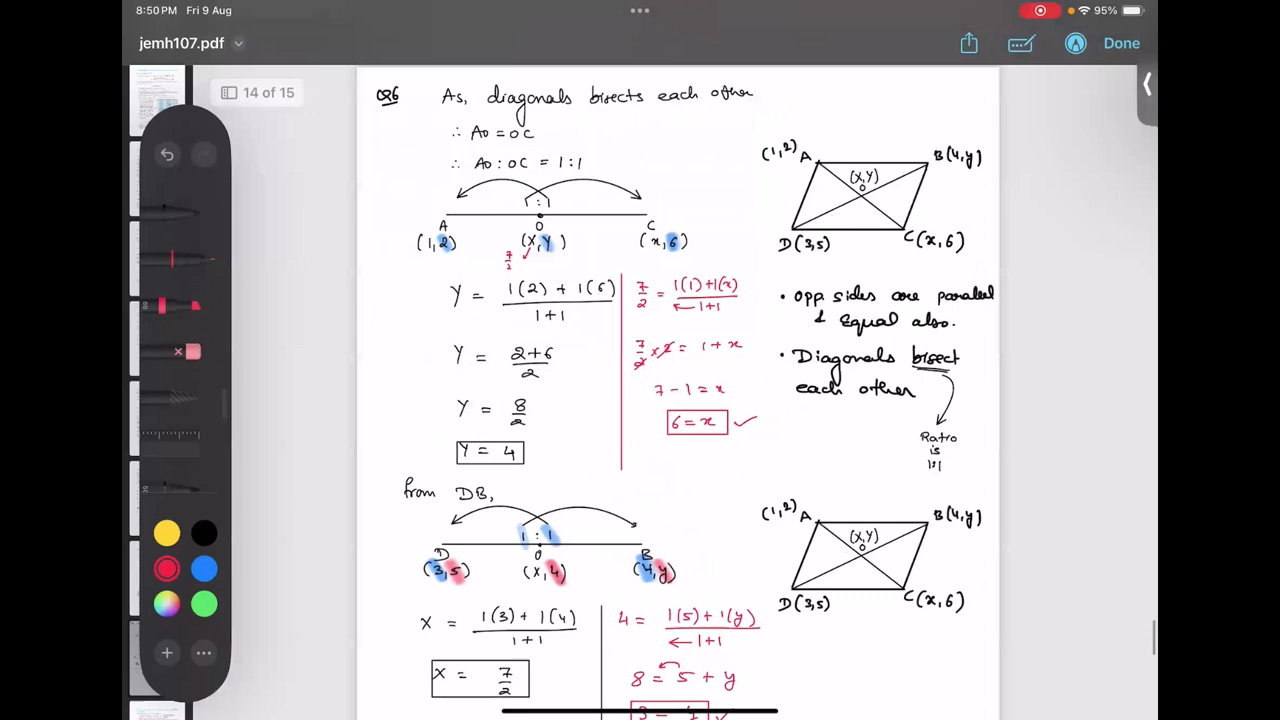 8:50 PM Fri 9 Aug
95%
jemh107.pdf
Done
14 of 15
Q6 As, diagonals bisects each other
∴ AO = OC
∴ AO : OC = 1 : 1
1 : 1
A O C
(1, 2) (X, Y) (x, 6)
7/2
Y = 1(2) + 1(6) / 1+1
Y = 2+6 / 2
Y = 8/2
Y = 4
7/2 = 1(1)+1(x) / 1+1
7/2 × 2 = 1 + x
7 - 1 = x
6 = x
(1,2) A B(4,y)
(X,Y)
O
D(3,5) C(x,6)
• Opp sides are parallel
& Equal also.
• Diagonals bisect
each other
Ratio
is
1:1
from DB,
1 : 1
D O B
(3,5) (X,4) (4,y)
X = 1(3) + 1(4) / 1+1
X = 7/2
4 = 1(5) + 1(y) / 1+1
8 = 5 + y
3 = y
(1,2) A B(4,y)
(X,Y)
O
D(3,5) C(x,6)